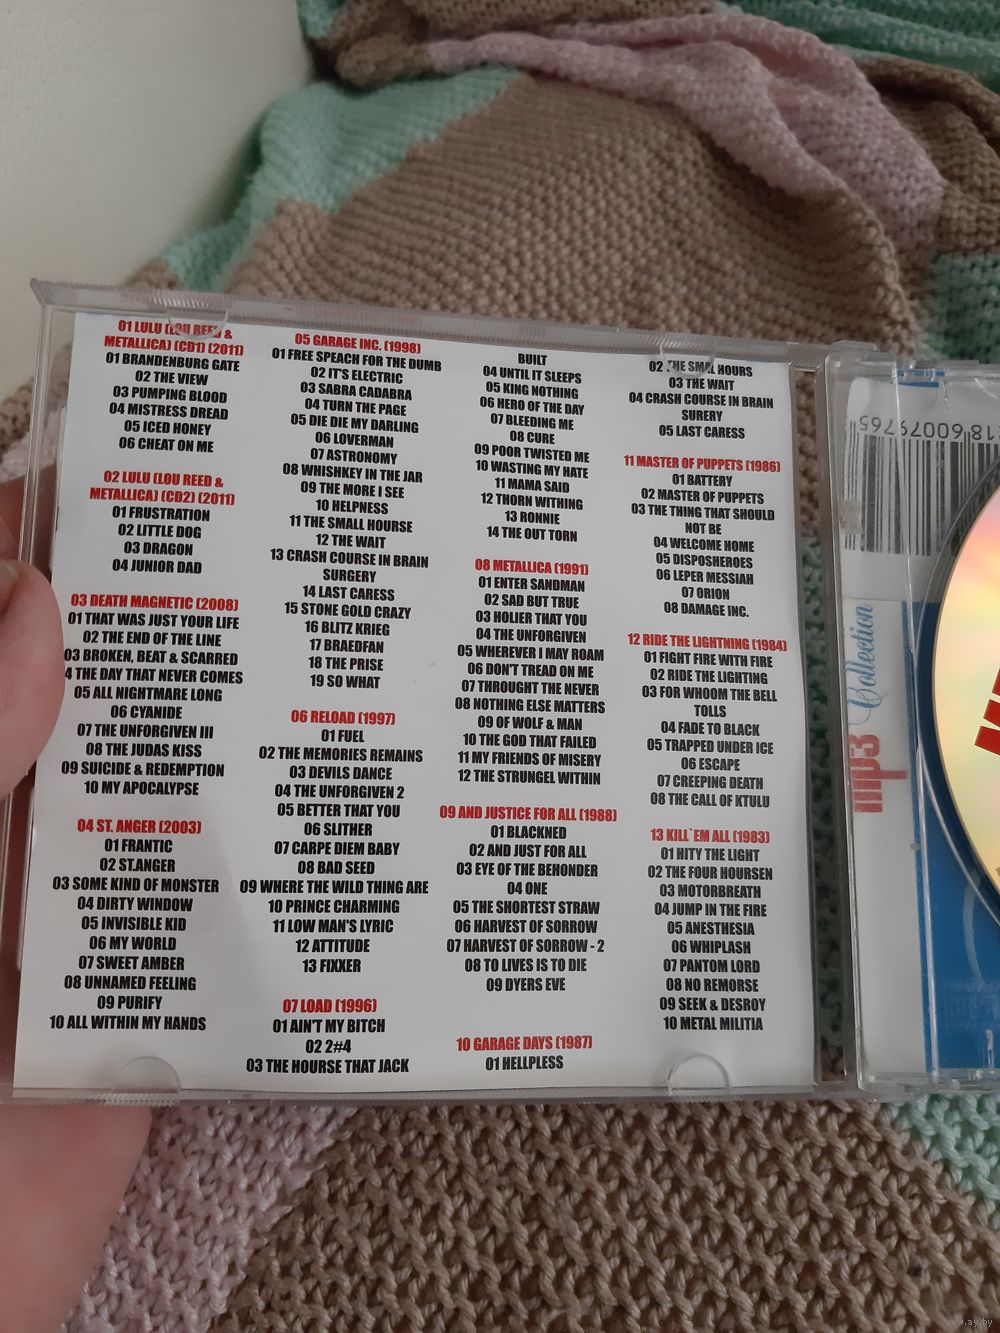 01 LULU (LOU REED &
METALLICA) (CD1) (2011)
01 BRANDENBURG GATE
02 THE VIEW
03 PUMPING BLOOD
04 MISTRESS DREAD
05 ICED HONEY
06 CHEAT ON ME
02 LULU (LOU REED &
METALLICA) (CD2) (2011)
01 FRUSTRATION
02 LITTLE DOG
03 DRAGON
04 JUNIOR DAD
03 DEATH MAGNETIC (2008)
01 THAT WAS JUST YOUR LIFE
02 THE END OF THE LINE
03 BROKEN, BEAT & SCARRED
4 THE DAY THAT NEVER COMES
05 ALL NIGHTMARE LONG
06 CYANIDE
07 THE UNFORGIVEN III
08 THE JUDAS KISS
09 SUICIDE & REDEMPTION
10 MY APOCALYPSE
04 ST. ANGER (2003)
01 FRANTIC
02 ST.ANGER
03 SOME KIND OF MONSTER
04 DIRTY WINDOW
05 INVISIBLE KID
06 MY WORLD
07 SWEET AMBER
08 UNNAMED FEELING
09 PURIFY
10 ALL WITHIN MY HANDS
05 GARAGE INC. (1998)
01 FREE SPEACH FOR THE DUMB
02 IT'S ELECTRIC
03 SABRA CADABRA
04 TURN THE PAGE
05 DIE DIE MY DARLING
06 LOVERMAN
07 ASTRONOMY
08 WHISHKEY IN THE JAR
09 THE MORE I SEE
10 HELPNESS
11 THE SMALL HOURSE
12 THE WAIT
13 CRASH COURSE IN BRAIN
SURGERY
14 LAST CARESS
15 STONE GOLD CRAZY
16 BLITZ KRIEG
17 BRAEDFAN
18 THE PRISE
19 SO WHAT
06 RELOAD (1997)
01 FUEL
02 THE MEMORIES REMAINS
03 DEVILS DANCE
04 THE UNFORGIVEN 2
05 BETTER THAT YOU
06 SLITHER
07 CARPE DIEM BABY
08 BAD SEED
09 WHERE THE WILD THING ARE
10 PRINCE CHARMING
11 LOW MAN'S LYRIC
12 ATTITUDE
13 FIXXER
07 LOAD (1996)
01 AIN'T MY BITCH
02 2#4
03 THE HOURSE THAT JACK
BUILT
04 UNTIL IT SLEEPS
05 KING NOTHING
06 HERO OF THE DAY
07 BLEEDING ME
08 CURE
09 POOR TWISTED ME
10 WASTING MY HATE
11 MAMA SAID
12 THORN WITHING
13 RONNIE
14 THE OUT TORN
08 METALLICA (1991)
01 ENTER SANDMAN
02 SAD BUT TRUE
03 HOLIER THAT YOU
04 THE UNFORGIVEN
05 WHEREVER I MAY ROAM
06 DON'T TREAD ON ME
07 THROUGHT THE NEVER
08 NOTHING ELSE MATTERS
09 OF WOLF & MAN
10 THE GOD THAT FAILED
11 MY FRIENDS OF MISERY
12 THE STRUNGEL WITHIN
09 AND JUSTICE FOR ALL (1988)
01 BLACKNED
02 AND JUST FOR ALL
03 EYE OF THE BEHONDER
04 ONE
05 THE SHORTEST STRAW
06 HARVEST OF SORROW
07 HARVEST OF SORROW - 2
08 TO LIVES IS TO DIE
09 DYERS EVE
10 GARAGE DAYS (1987)
01 HELLPLESS
02 THE SMALL HOURS
03 THE WAIT
04 CRASH COURSE IN BRAIN
SURERY
05 LAST CARESS
11 MASTER OF PUPPETS (1986)
01 BATTERY
02 MASTER OF PUPPETS
03 THE THING THAT SHOULD
NOT BE
04 WELCOME HOME
05 DISPOSHEROES
06 LEPER MESSIAH
07 ORION
08 DAMAGE INC.
12 RIDE THE LIGHTNING (1984)
01 FIGHT FIRE WITH FIRE
02 RIDE THE LIGHTING
03 FOR WHOOM THE BELL
TOLLS
04 FADE TO BLACK
05 TRAPPED UNDER ICE
06 ESCAPE
07 CREEPING DEATH
08 THE CALL OF KTULU
13 KILL`EM ALL (1983)
01 HITY THE LIGHT
02 THE FOUR HOURSEN
03 MOTORBREATH
04 JUMP IN THE FIRE
05 ANESTHESIA
06 WHIPLASH
07 PANTOM LORD
08 NO REMORSE
09 SEEK & DESROY
10 METAL MILITIA
mp3 Collection
www.ay.by